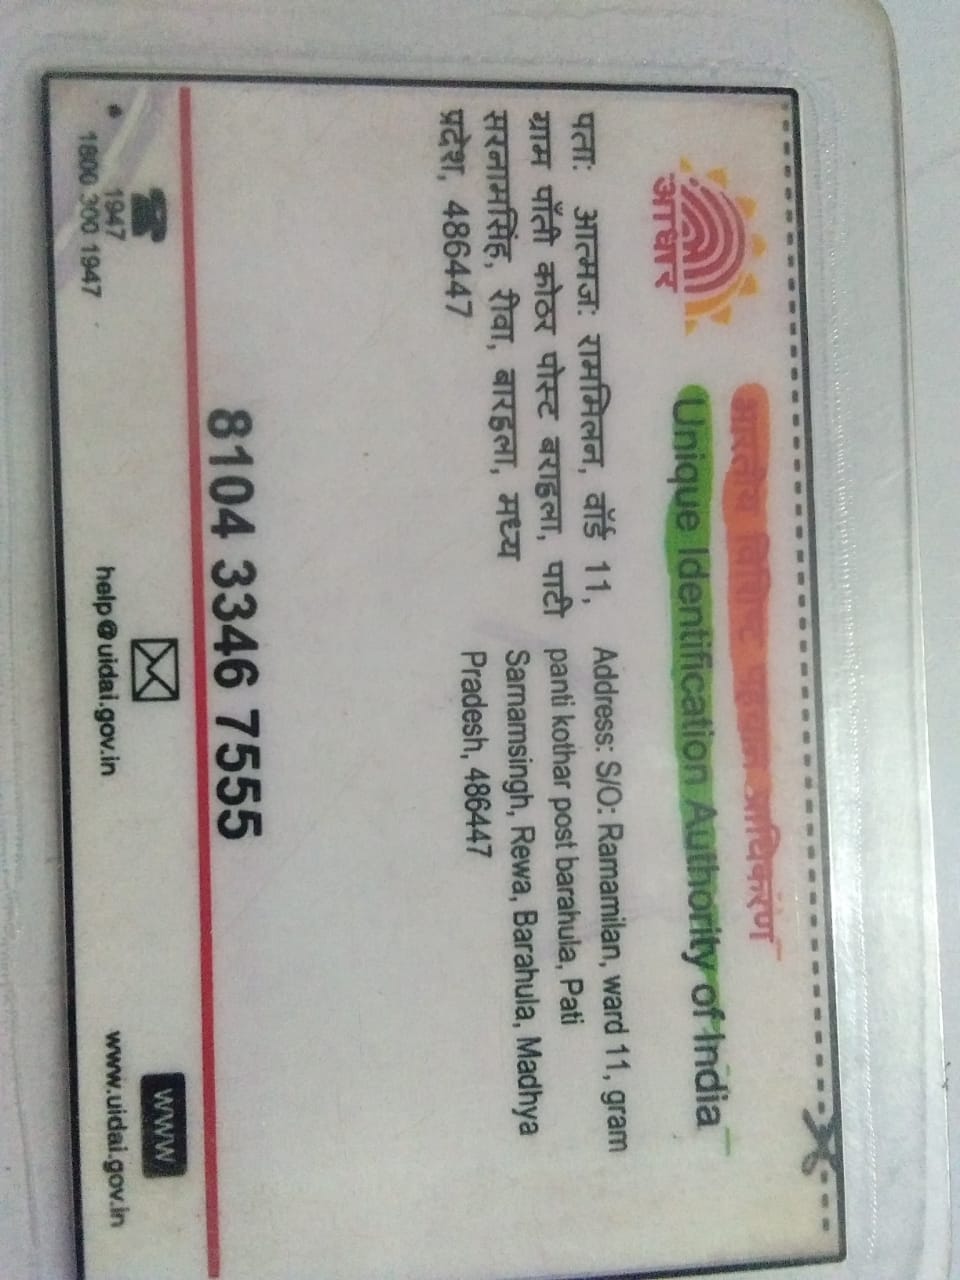 भारतीय विशिष्ट पहचान प्राधिकरण
Unique Identification Authority of India
आधार
पताः आत्मजः राममिलन, वॉर्ड 11,
ग्राम पाँती कोठर पोस्ट बराहुला, पाटी
सरनामसिंह, रीवा, बारहुला, मध्य
प्रदेश, 486447
Address: S/O: Ramamilan, ward 11, gram
panti kothar post barahula, Pati
Sarnamsingh, Rewa, Barahula, Madhya
Pradesh, 486447
8104 3346 7555
1947
1800 300 1947
help@uidai.gov.in
www
www.uidai.gov.in